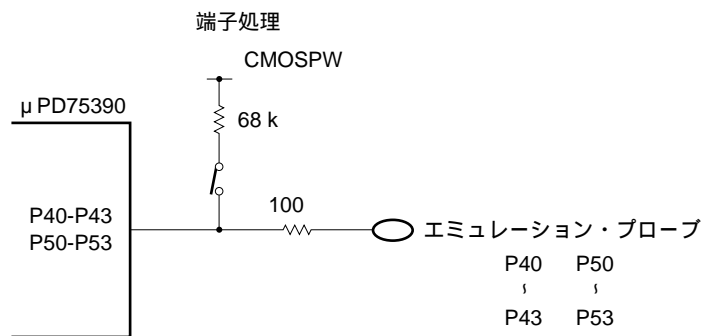 端子処理
CMOSPW
μ PD75390
68 k
P40-P43
P50-P53
100
エミュレーション・プローブ
P40 P50
~ ~
P43 P53